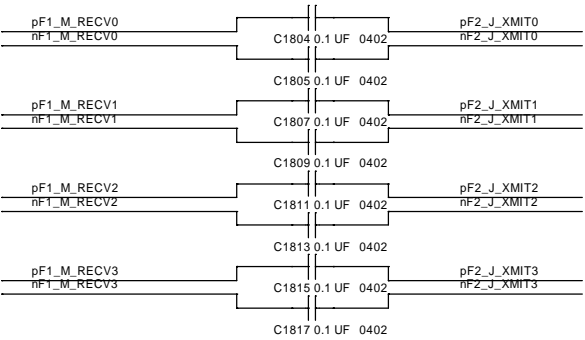 pF1_M_RECV0 pF2_J_XMIT0
nF1_M_RECV0 C1804 0.1 UF 0402 nF2_J_XMIT0
C1805 0.1 UF 0402
pF1_M_RECV1 pF2_J_XMIT1
nF1_M_RECV1 C1807 0.1 UF 0402 nF2_J_XMIT1
C1809 0.1 UF 0402
pF1_M_RECV2 pF2_J_XMIT2
nF1_M_RECV2 C1811 0.1 UF 0402 nF2_J_XMIT2
C1813 0.1 UF 0402
pF1_M_RECV3 pF2_J_XMIT3
nF1_M_RECV3 C1815 0.1 UF 0402 nF2_J_XMIT3
C1817 0.1 UF 0402